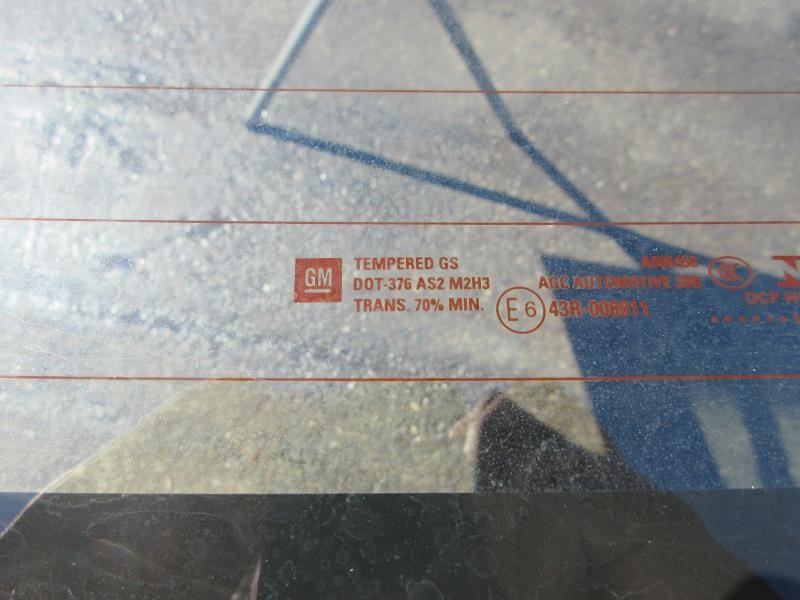 GM
TEMPERED GS
DOT-376 AS2 M2H3
TRANS. 70% MIN.
AGC AUTOMOTIVE
E6
43R-008011